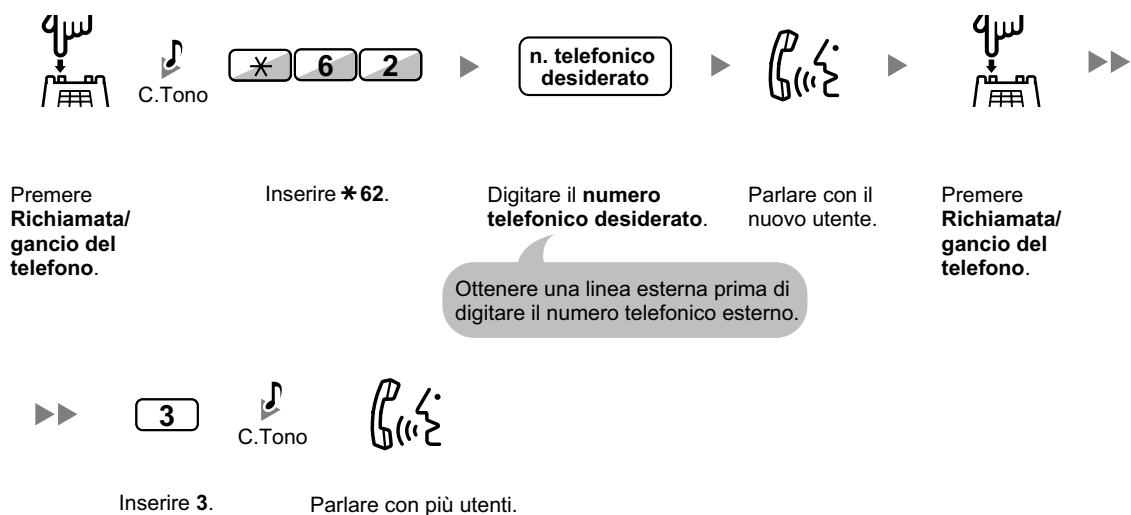 C.Tono
* 6 2
n. telefonico
desiderato
Premere
Richiamata/
gancio del
telefono.
Inserire *62.
Digitare il numero
telefonico desiderato.
Parlare con il
nuovo utente.
Premere
Richiamata/
gancio del
telefono.
Ottenere una linea esterna prima di
digitare il numero telefonico esterno.
3
C.Tono
Inserire 3.
Parlare con più utenti.